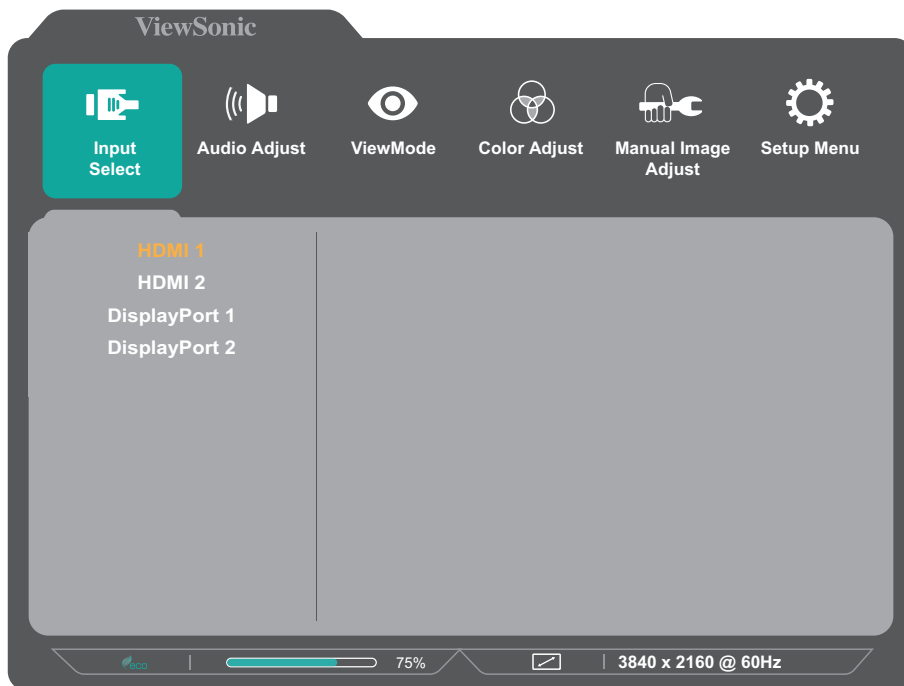 ViewSonic
Input
Select
Audio Adjust
ViewMode
Color Adjust
Manual Image
Adjust
Setup Menu
HDMI 1
HDMI 2
DisplayPort 1
DisplayPort 2
eco
75%
3840 x 2160 @ 60Hz